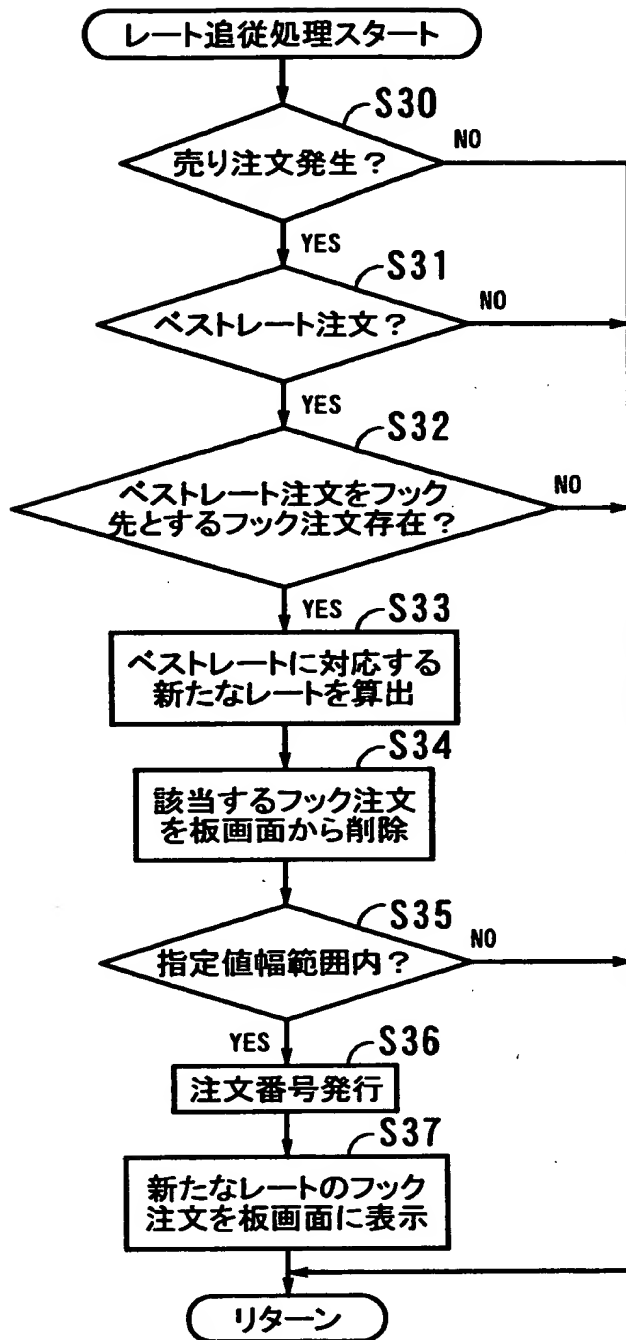 レート追従処理スタート
S30
売り注文発生？
NO
YES
S31
ベストレート注文？
NO
YES
S32
ベストレート注文をフック
先とするフック注文存在？
NO
YES
S33
ベストレートに対応する
新たなレートを算出
S34
該当するフック注文
を板画面から削除
S35
指定値幅範囲内？
NO
YES
S36
注文番号発行
S37
新たなレートのフック
注文を板画面に表示
リターン